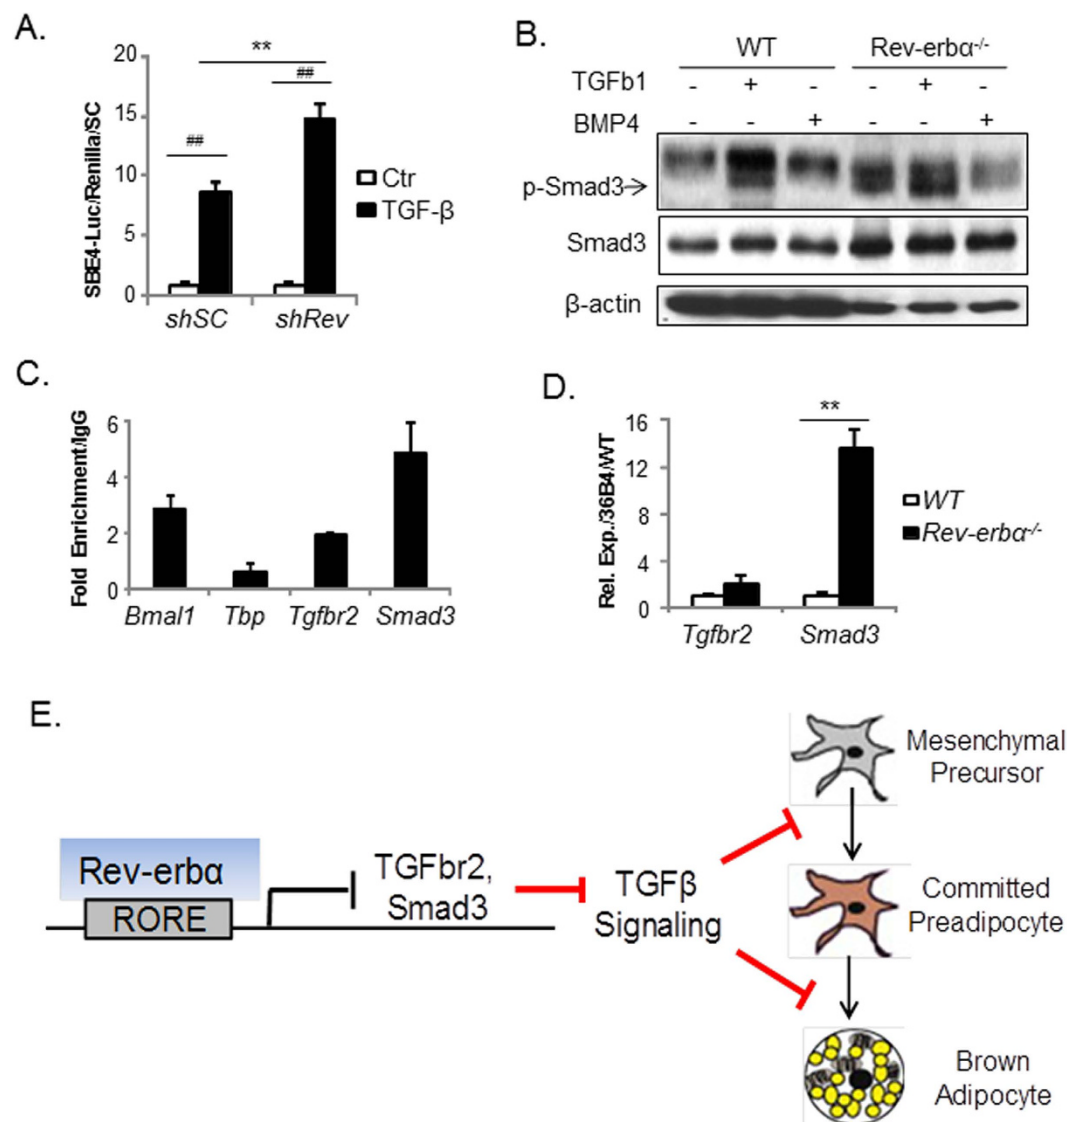 A.
**
##
##
20
15
10
5
0
SBE4-Luc/Renilla/SC
Ctr
TGF-β
shSC shRev
B.
WT Rev-erbα-/-
TGFb1 - + - - + -
BMP4 - - + - - +
p-Smad3
Smad3
β-actin
C.
Fold Enrichment/IgG
6
4
2
0
Bmal1 Tbp Tgfbr2 Smad3
D.
**
Rel. Exp./36B4/WT
16
12
8
4
0
WT
Rev-erbα-/-
Tgfbr2 Smad3
E.
Rev-erbα
RORE
TGFbr2,
Smad3
TGFβ
Signaling
Mesenchymal
Precursor
Committed
Preadipocyte
Brown
Adipocyte